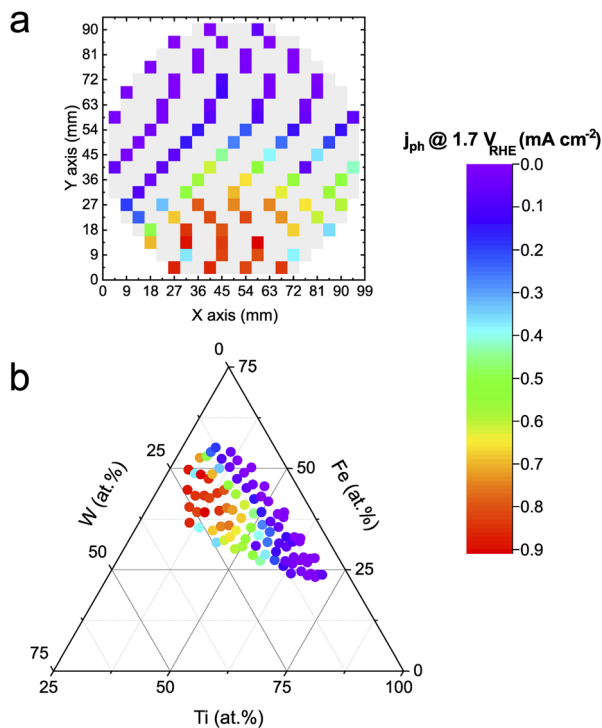 a
90
81
72
63
54
45
36
27
18
9
0
Y axis (mm)
0 9 18 27 36 45 54 63 72 81 90 99
X axis (mm)
j_ph @ 1.7 V_RHE (mA cm⁻²)
0.0
0.1
0.2
0.3
0.4
0.5
0.6
0.7
0.8
0.9
b
0
75
25
50
W (at.%)
Fe (at.%)
50
25
75
0
25 50 75 100
Ti (at.%)